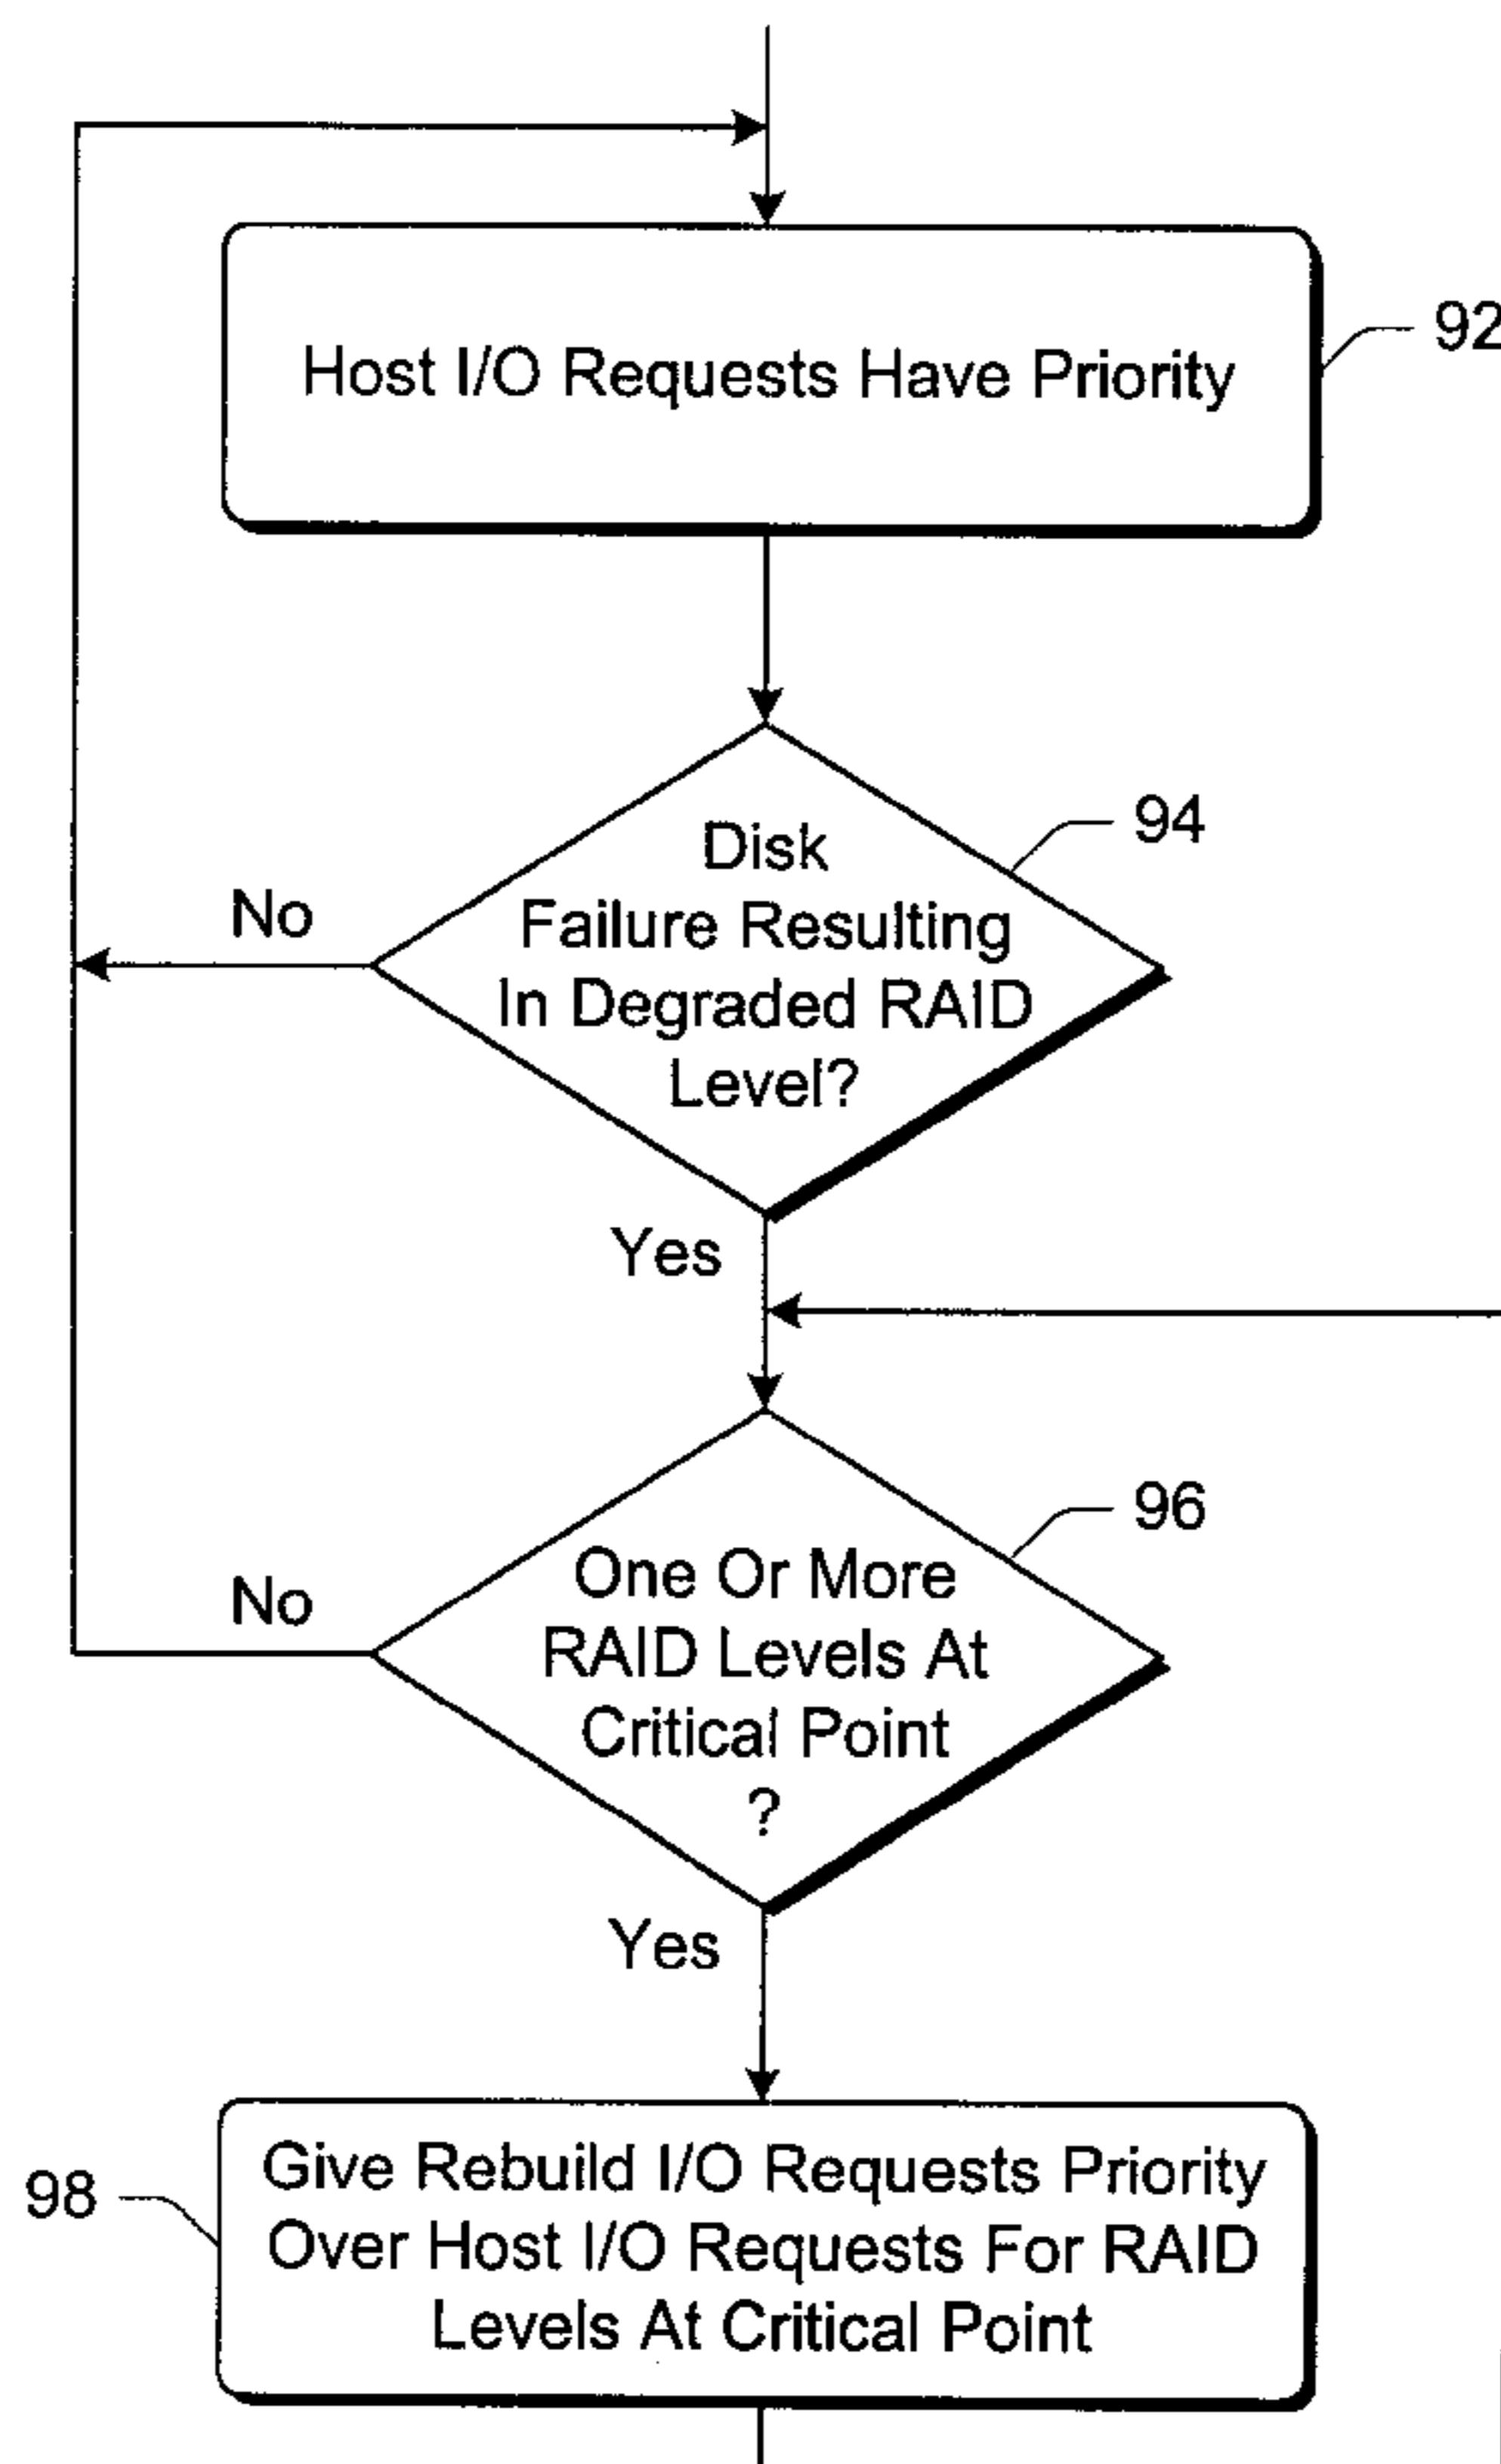 Host I/O Requests Have Priority
92
Disk
Failure Resulting
In Degraded RAID
Level?
94
No
Yes
One Or More
RAID Levels At
Critical Point
?
96
No
Yes
Give Rebuild I/O Requests Priority
Over Host I/O Requests For RAID
Levels At Critical Point
98